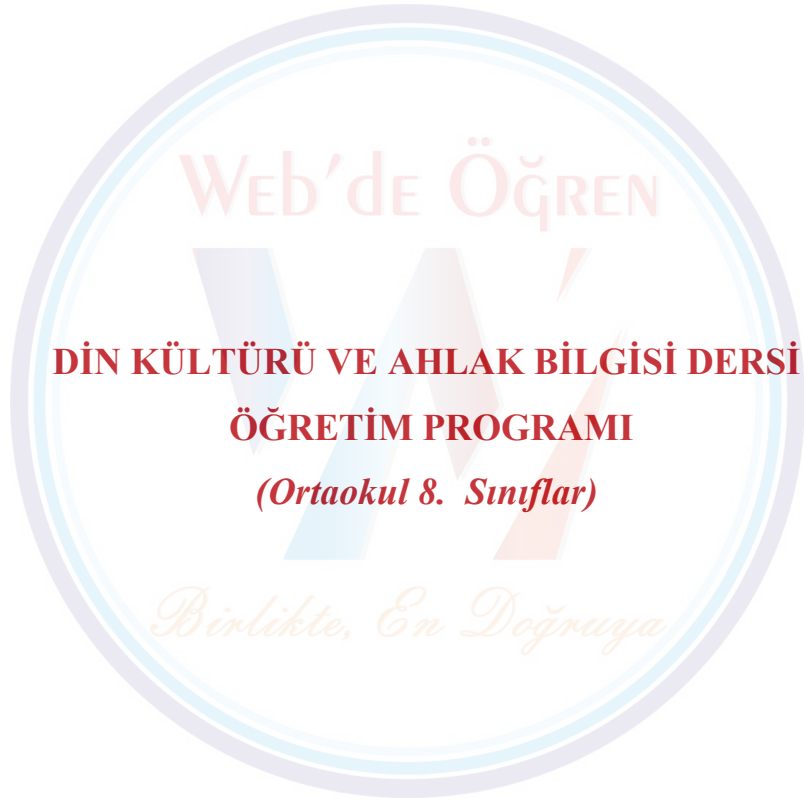 Web'de Öğren
DİN KÜLTÜRÜ VE AHLAK BİLGİSİ DERSİ
ÖĞRETİM PROGRAMI
(Ortaokul 8. Sınıflar)
Birlikte, En Doğruya